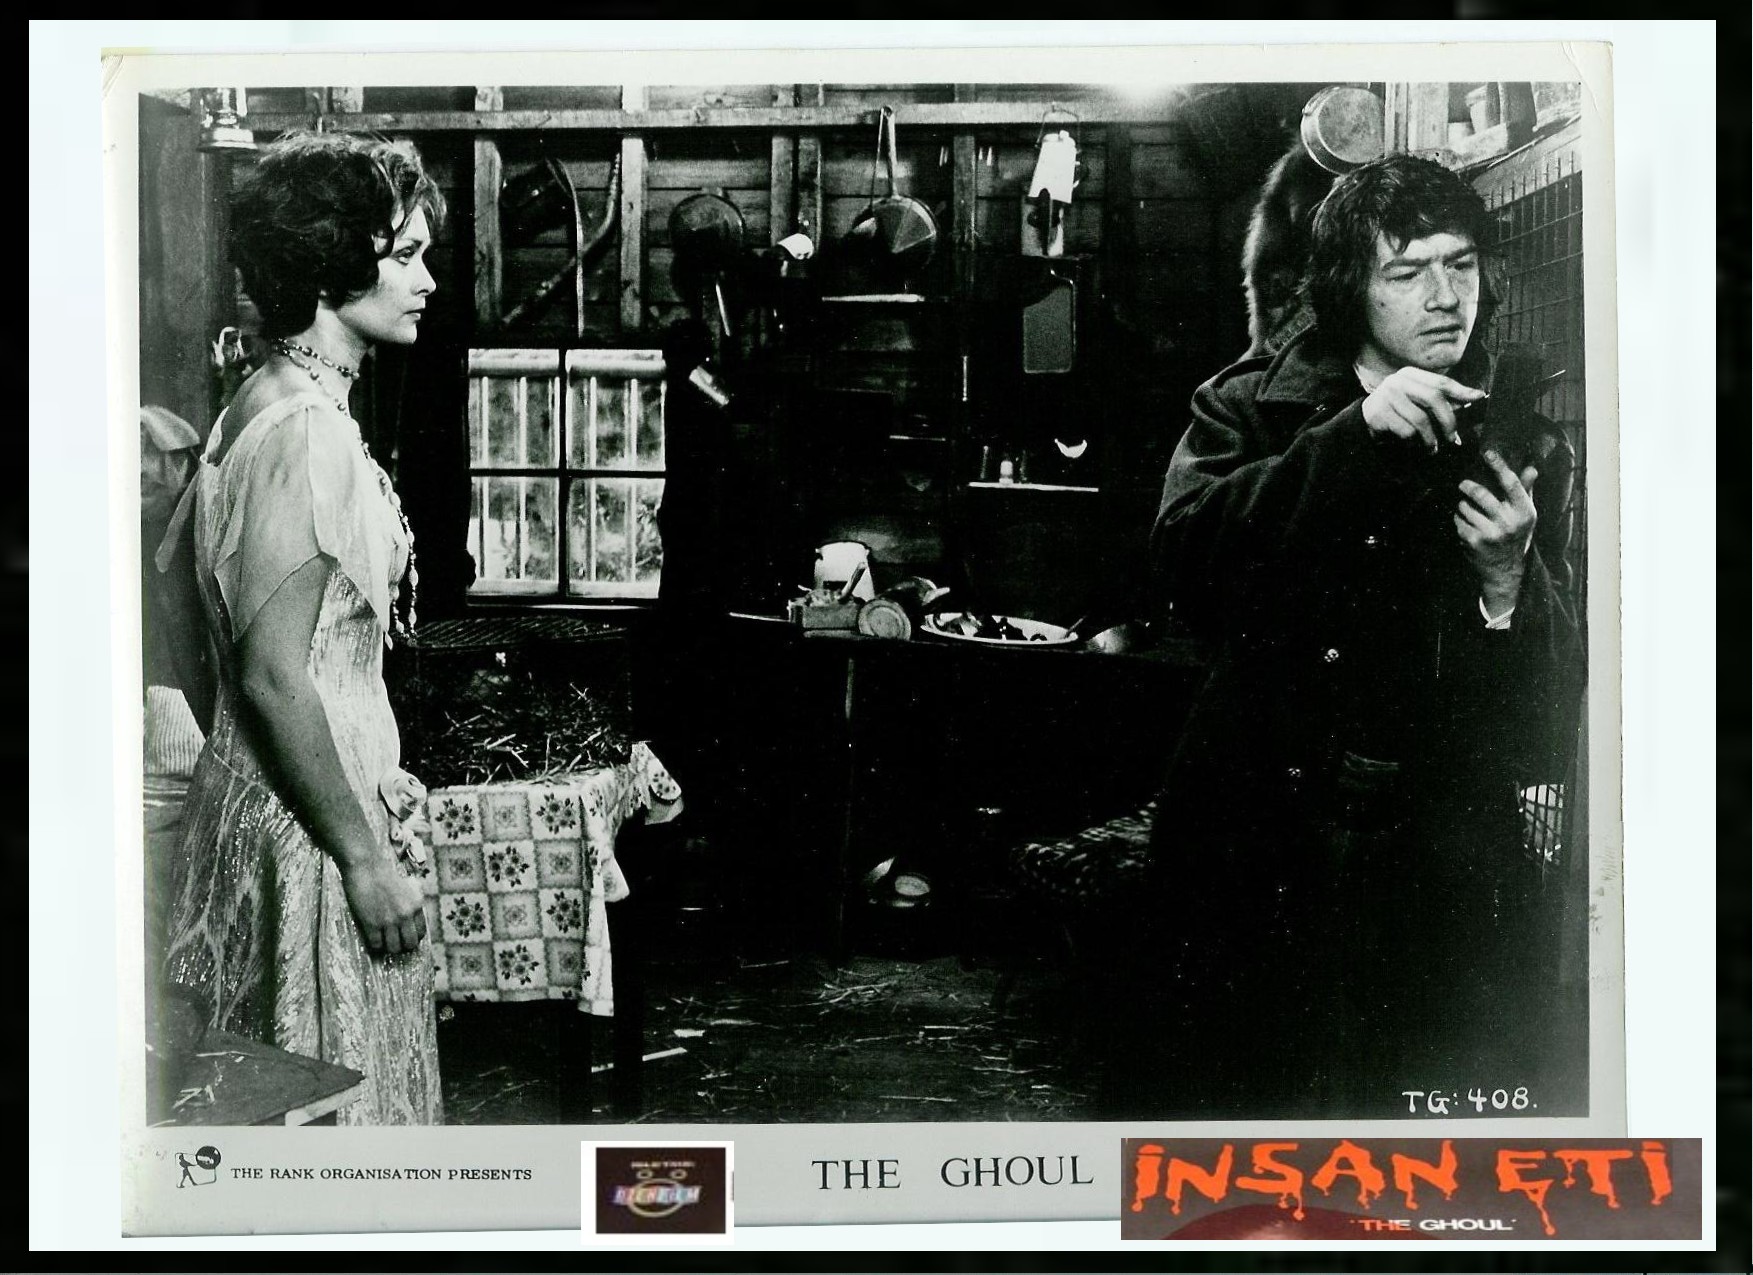 TG:408.
THE RANK ORGANISATION PRESENTS
THE GHOUL
İNSAN ETİ
'THE GHOUL'